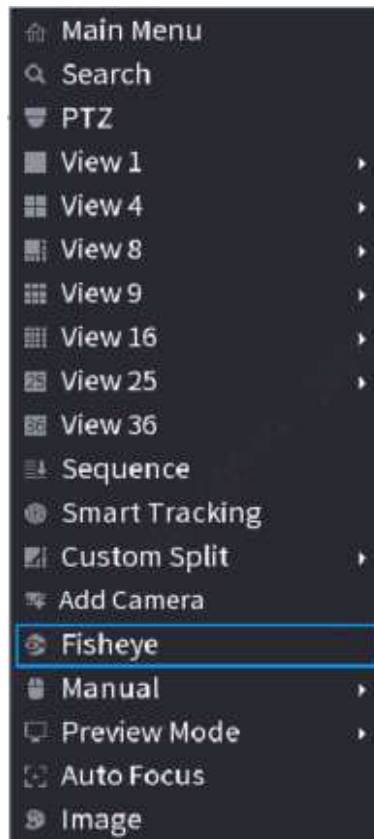 Main Menu
Search
PTZ
View 1
View 4
View 8
View 9
View 16
View 25
View 36
Sequence
Smart Tracking
Custom Split
Add Camera
Fisheye
Manual
Preview Mode
Auto Focus
Image